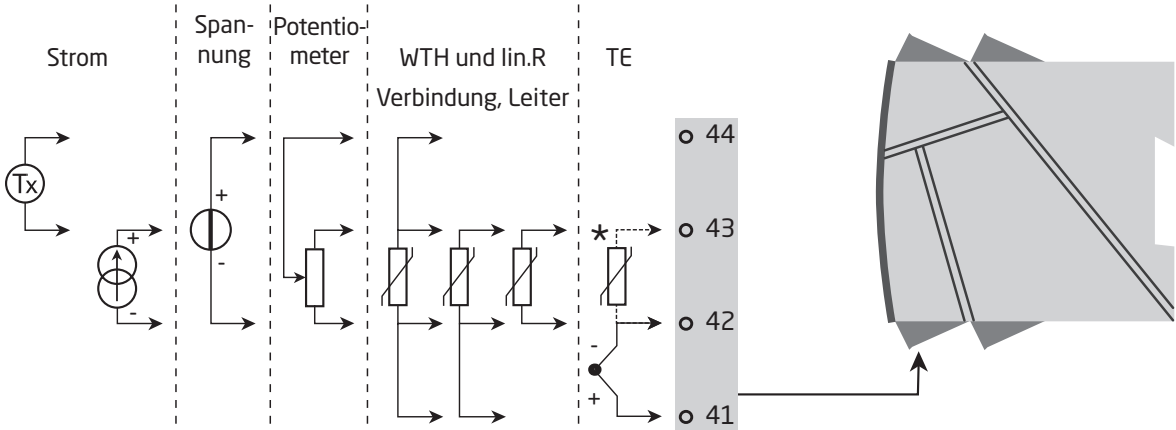 Strom
Span-
nung
Potentio-
meter
WTH und lin.R
Verbindung, Leiter
TE
Tx
+
-
+
-
*
-
+
44
43
42
41